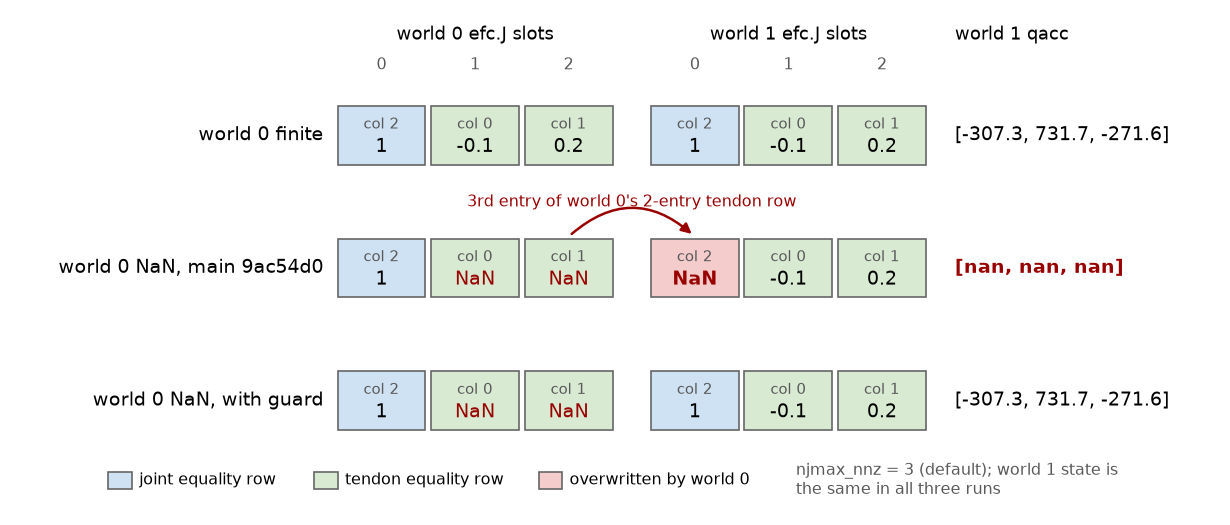 world 0 efc.J slots world 1 efc.J slots world 1 qacc
0 1 2 0 1 2
world 0 finite
col 2 col 0 col 1 col 2 col 0 col 1
1 -0.1 0.2 1 -0.1 0.2
[-307.3, 731.7, -271.6]
3rd entry of world 0's 2-entry tendon row
world 0 NaN, main 9ac54d0
col 2 col 0 col 1 col 2 col 0 col 1
1 NaN NaN NaN -0.1 0.2
[nan, nan, nan]
world 0 NaN, with guard
col 2 col 0 col 1 col 2 col 0 col 1
1 NaN NaN 1 -0.1 0.2
[-307.3, 731.7, -271.6]
joint equality row tendon equality row overwritten by world 0
njmax_nnz = 3 (default); world 1 state is
the same in all three runs